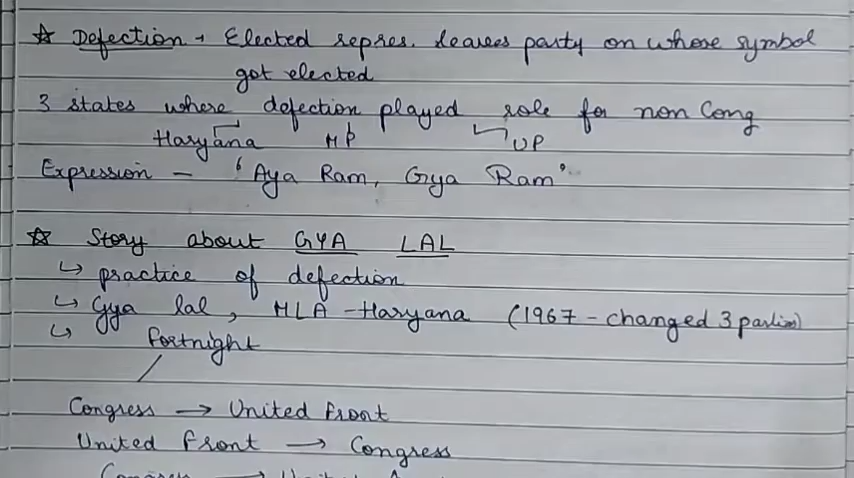 ☆ Defection → Elected repres. leaves party on whose symbol
got elected
3 states where defection played role for non Cong
Haryana MP UP
Expression - 'Aya Ram, Gya Ram'
☆ Story about GYA LAL
↳ practice of defection
↳ Gya lal, MLA - Haryana (1967 - changed 3 parties)
↳ fortnight
Congress → United Front
United Front → Congress
Congress →